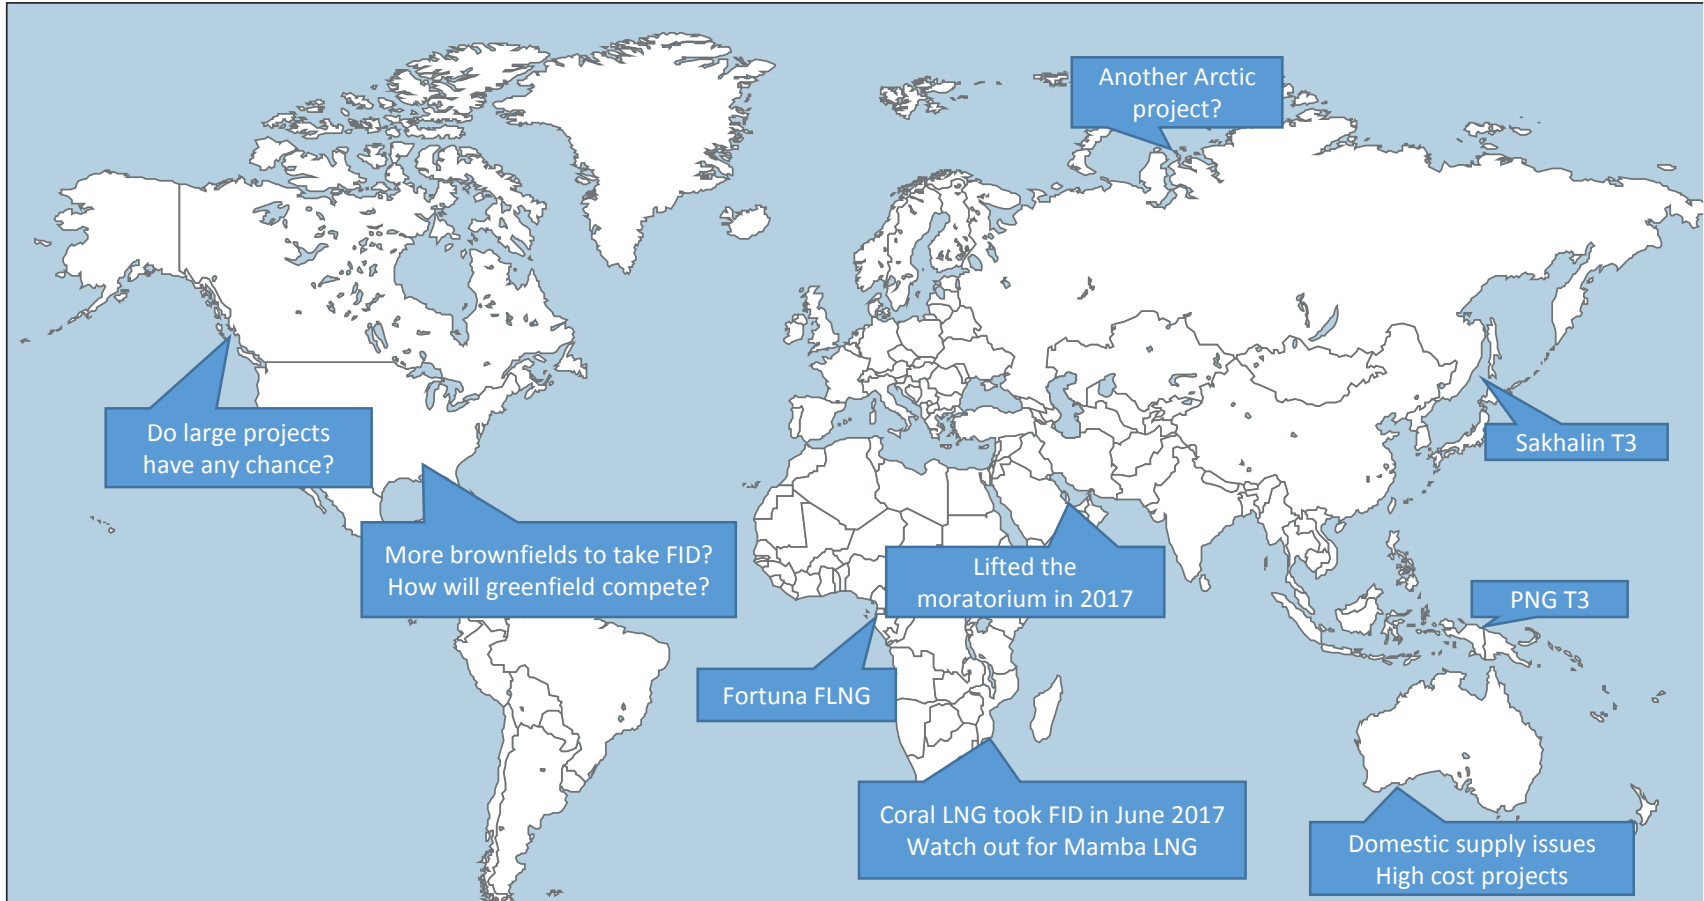 Another Arctic
project?
Do large projects
have any chance?
Sakhalin T3
More brownfields to take FID?
How will greenfield compete?
Lifted the
moratorium in 2017
PNG T3
Fortuna FLNG
Coral LNG took FID in June 2017
Watch out for Mamba LNG
Domestic supply issues
High cost projects